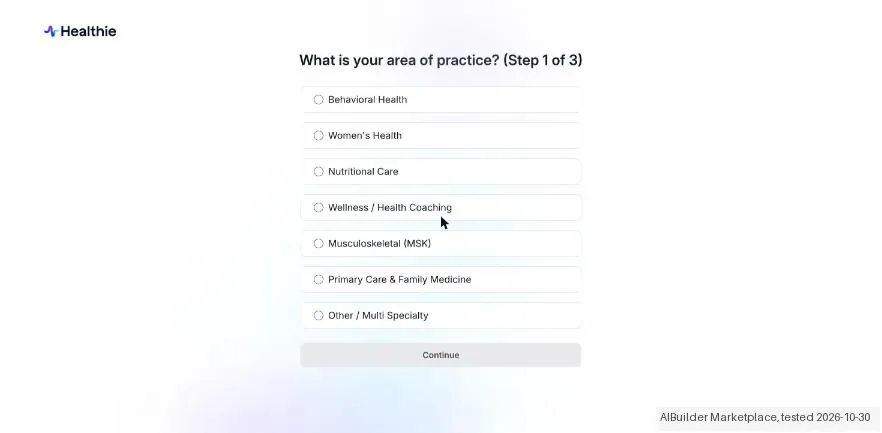 Healthie
What is your area of practice? (Step 1 of 3)
Behavioral Health
Women's Health
Nutritional Care
Wellness / Health Coaching
Musculoskeletal (MSK)
Primary Care & Family Medicine
Other / Multi Specialty
Continue
AIBuilder Marketplace, tested 2026-10-30